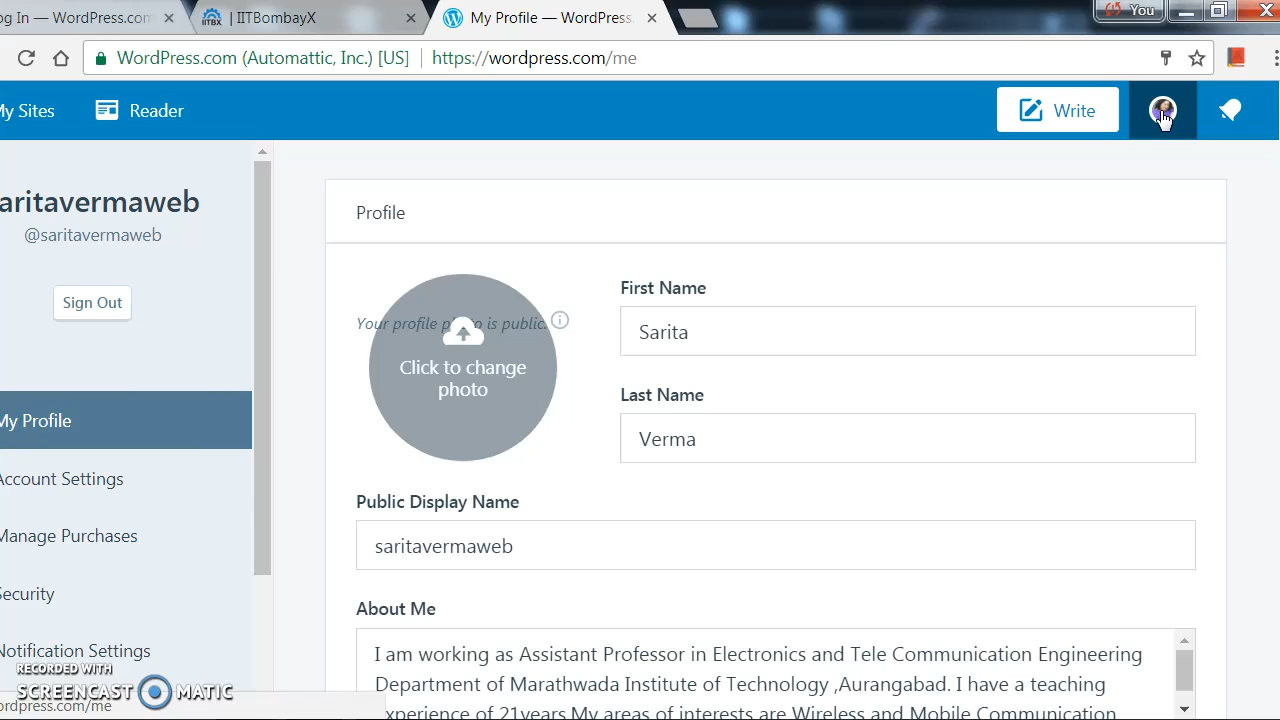 og In — WordPress.com
| IITBombayX
My Profile — WordPress.
You
WordPress.com (Automattic, Inc.) [US]
https://wordpress.com/me
My Sites
Reader
Write
aritavermaweb
@saritavermaweb
Sign Out
My Profile
Account Settings
Manage Purchases
Security
Notification Settings
Profile
Your profile photo is public.
Click to change
photo
First Name
Sarita
Last Name
Verma
Public Display Name
saritavermaweb
About Me
I am working as Assistant Professor in Electronics and Tele Communication Engineering
Department of Marathwada Institute of Technology ,Aurangabad. I have a teaching
experience of 21years.My areas of interests are Wireless and Mobile Communication
RECORDED WITH
SCREENCAST MATIC
ordpress.com/me